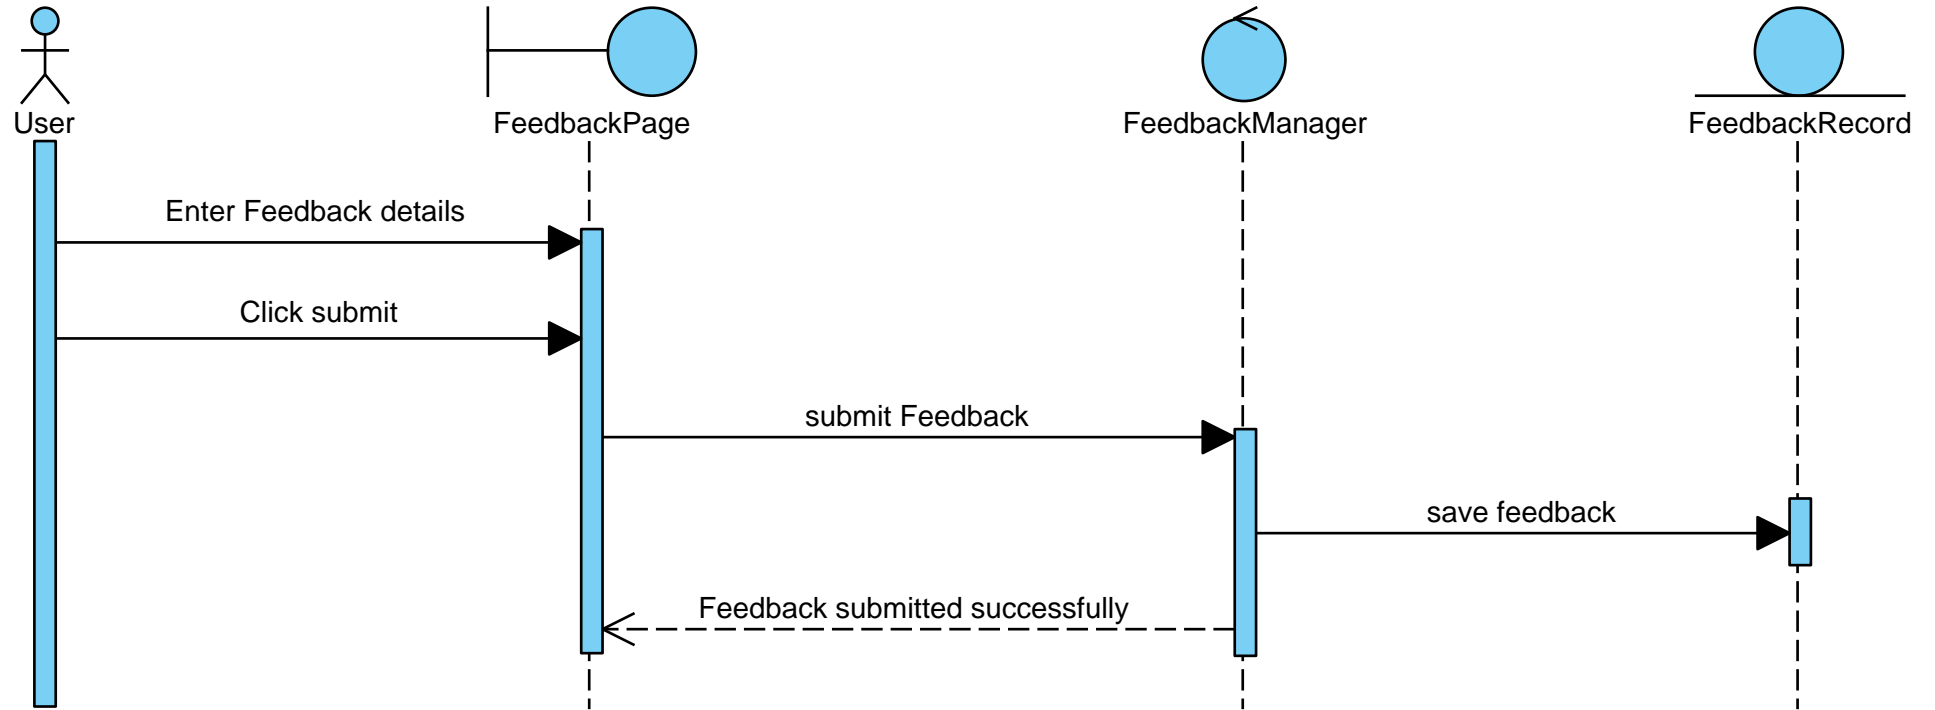 User
FeedbackPage
FeedbackManager
FeedbackRecord
Enter Feedback details
Click submit
submit Feedback
save feedback
Feedback submitted successfully